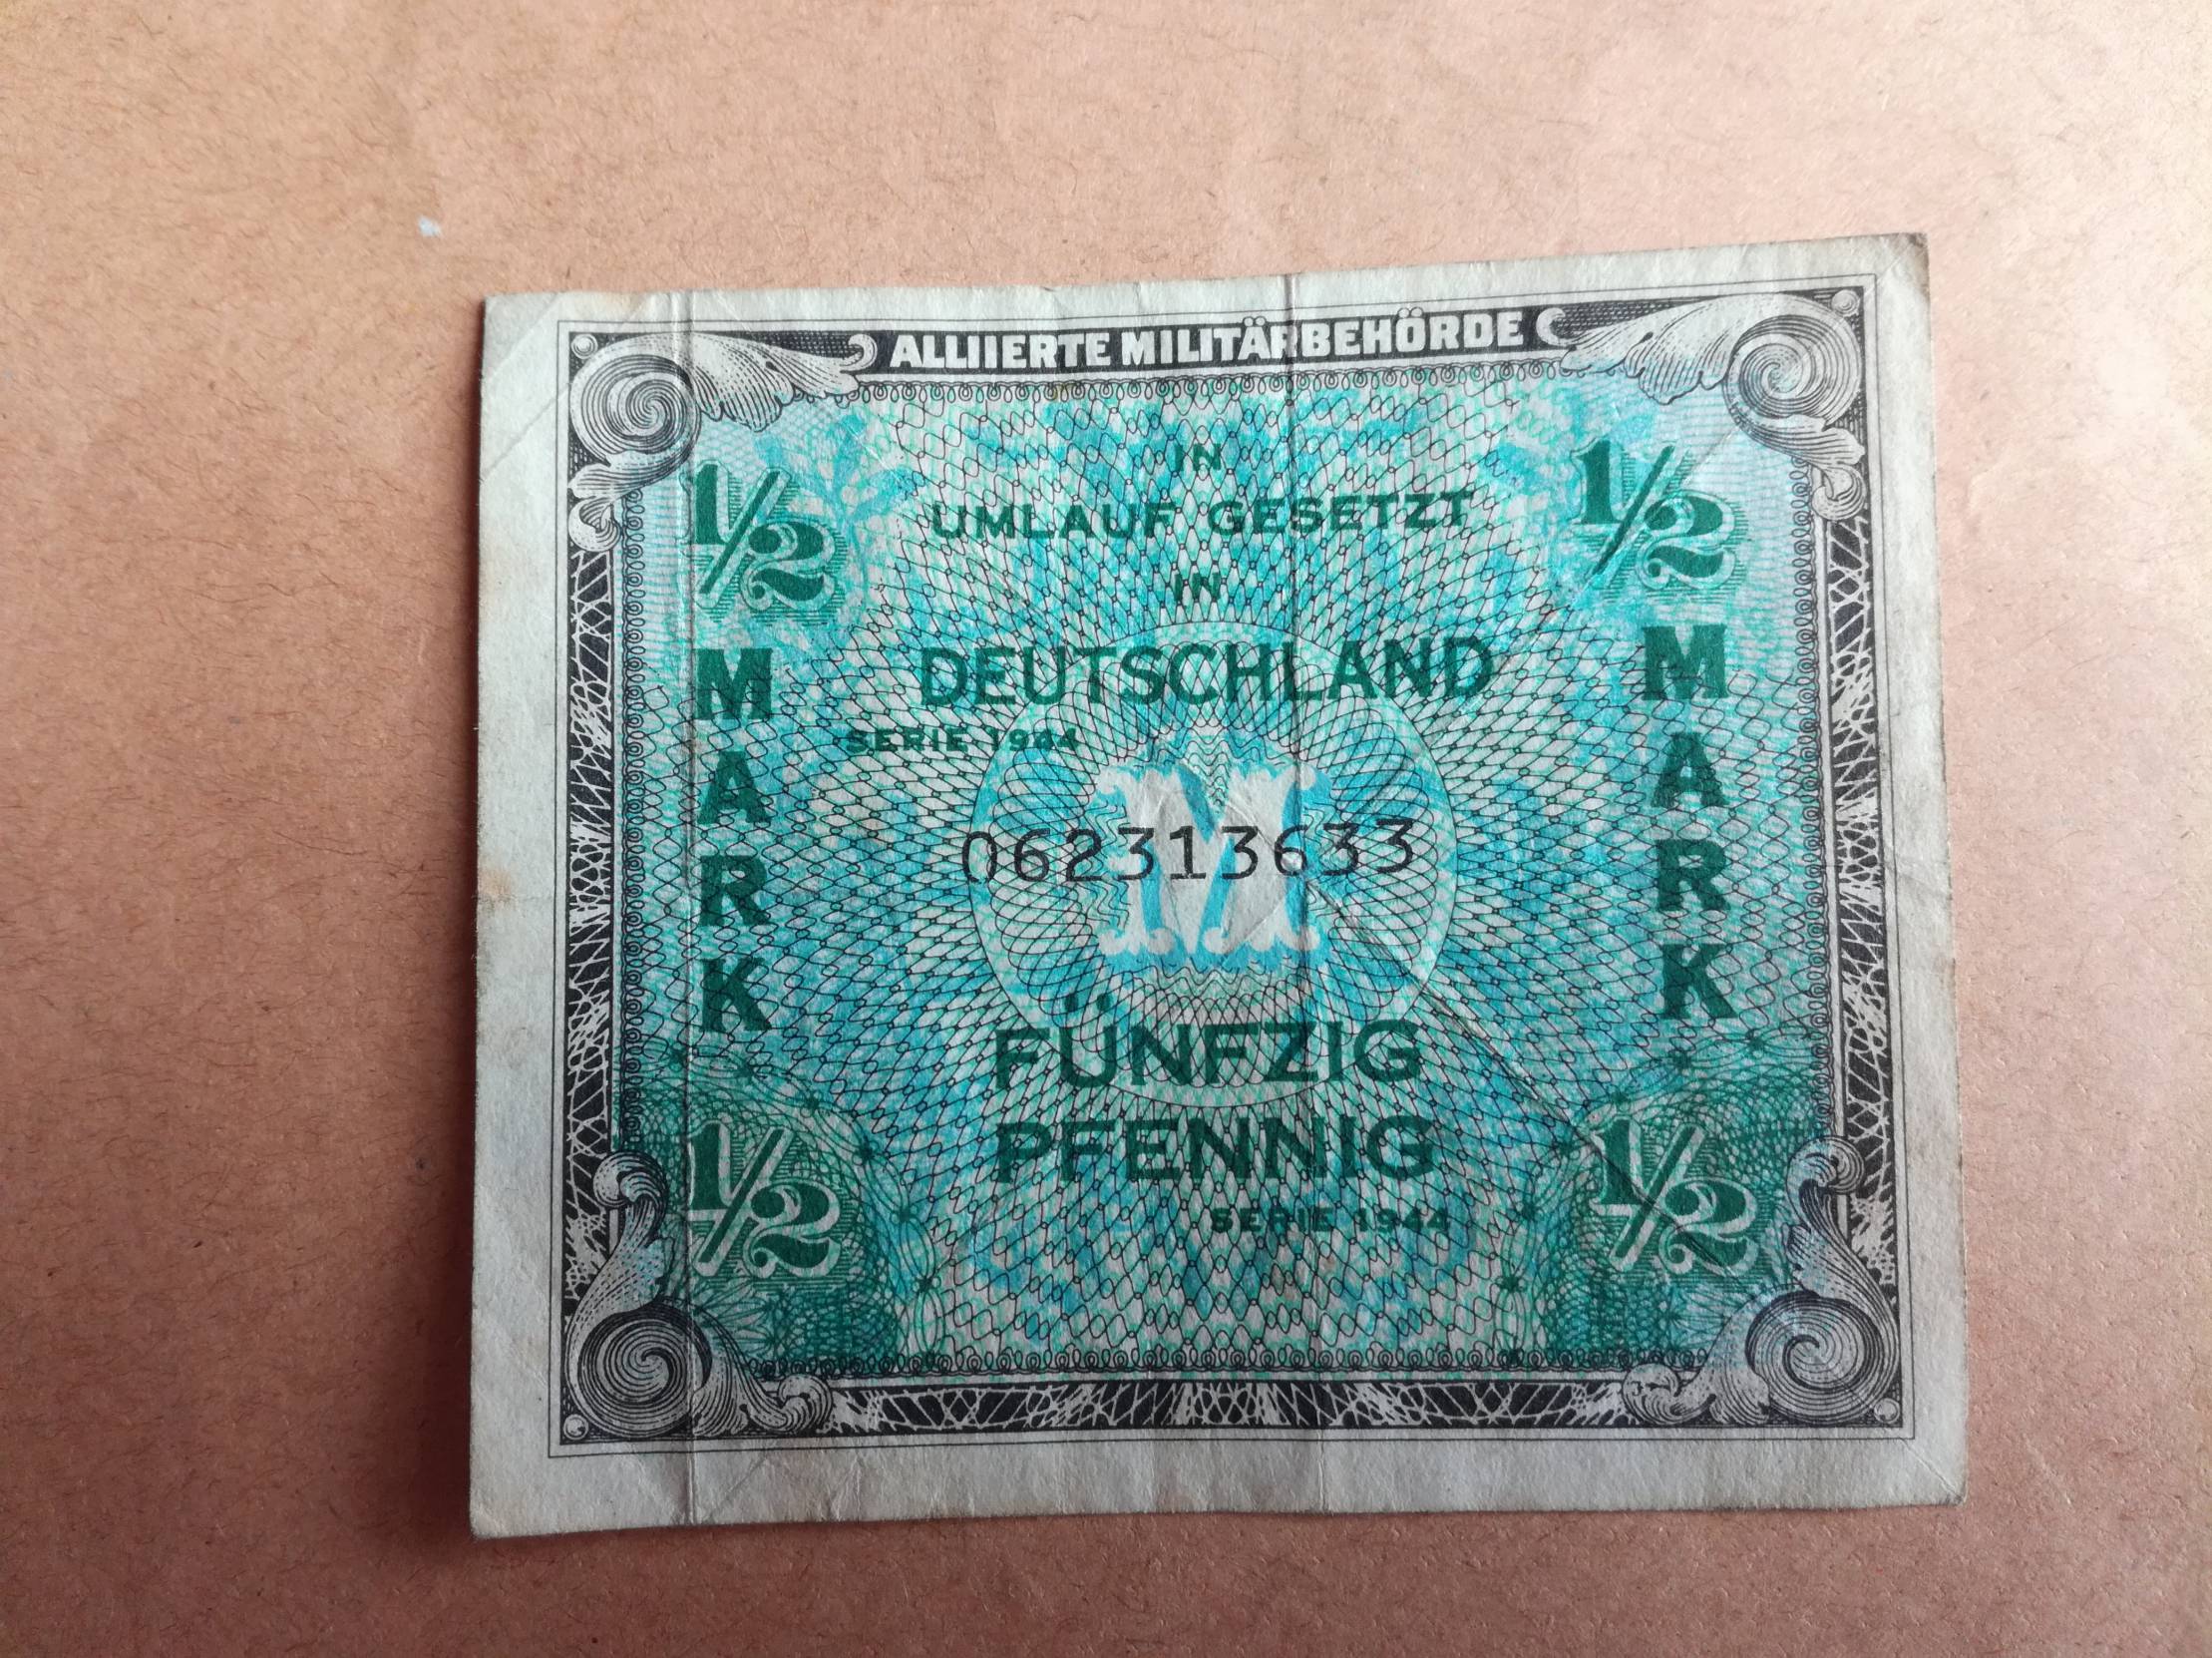 ALLIIERTE MILITÄRBEHÖRDE
IN
1/2 UMLAUF GESETZT 1/2
IN
MARK DEUTSCHLAND MARK
SERIE 1944
M
062313633
FÜNFZIG
PFENNIG
1/2 1/2
SERIE 1944